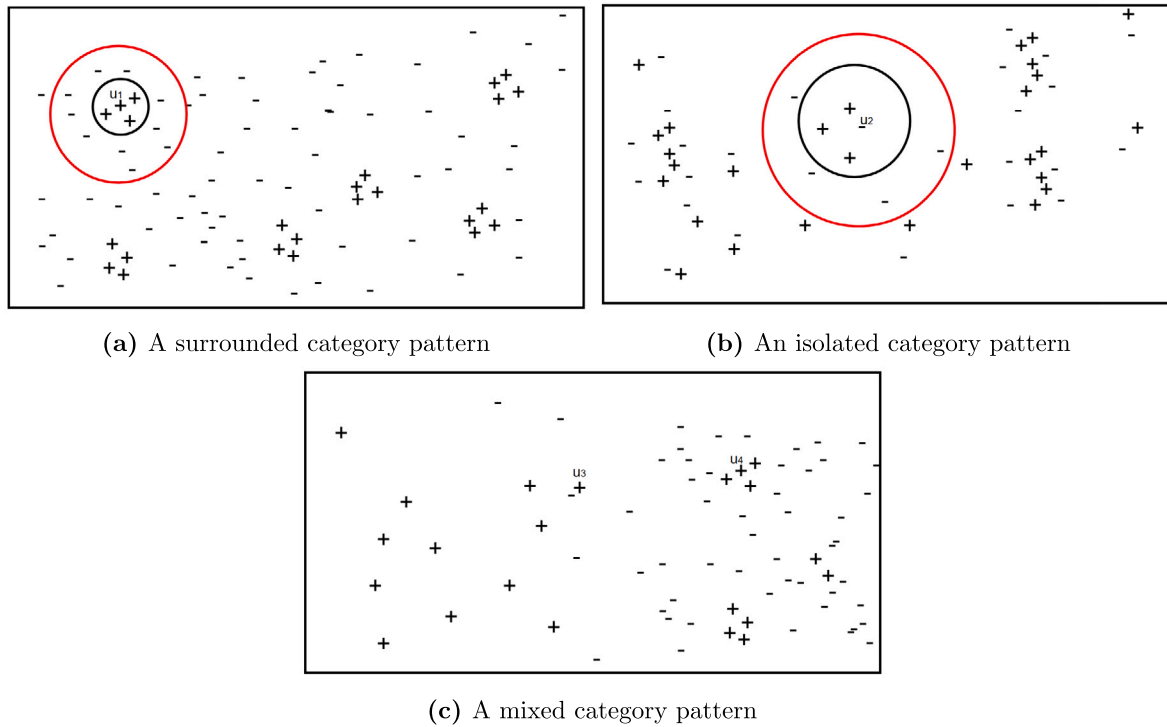 u1
u2
(a) A surrounded category pattern
(b) An isolated category pattern
u3
u4
(c) A mixed category pattern